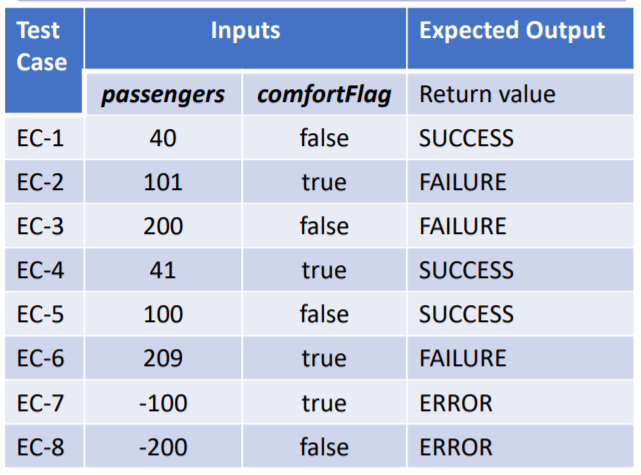 Test Case Inputs Expected Output
passengers comfortFlag Return value
EC-1 40 false SUCCESS
EC-2 101 true FAILURE
EC-3 200 false FAILURE
EC-4 41 true SUCCESS
EC-5 100 false SUCCESS
EC-6 209 true FAILURE
EC-7 -100 true ERROR
EC-8 -200 false ERROR